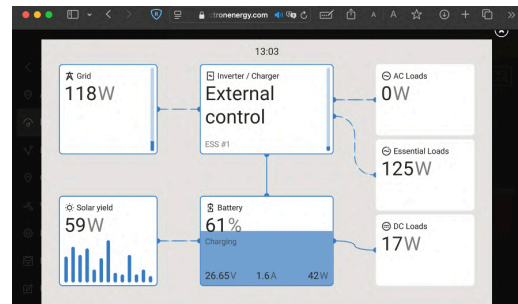 tronenergy.com
A A
13:03
Grid
118W
Inverter / Charger
External
control
ESS #1
AC Loads
0W
Essential Loads
125W
Solar yield
59W
Battery
61%
Charging
26.65V 1.6A 42W
DC Loads
17W